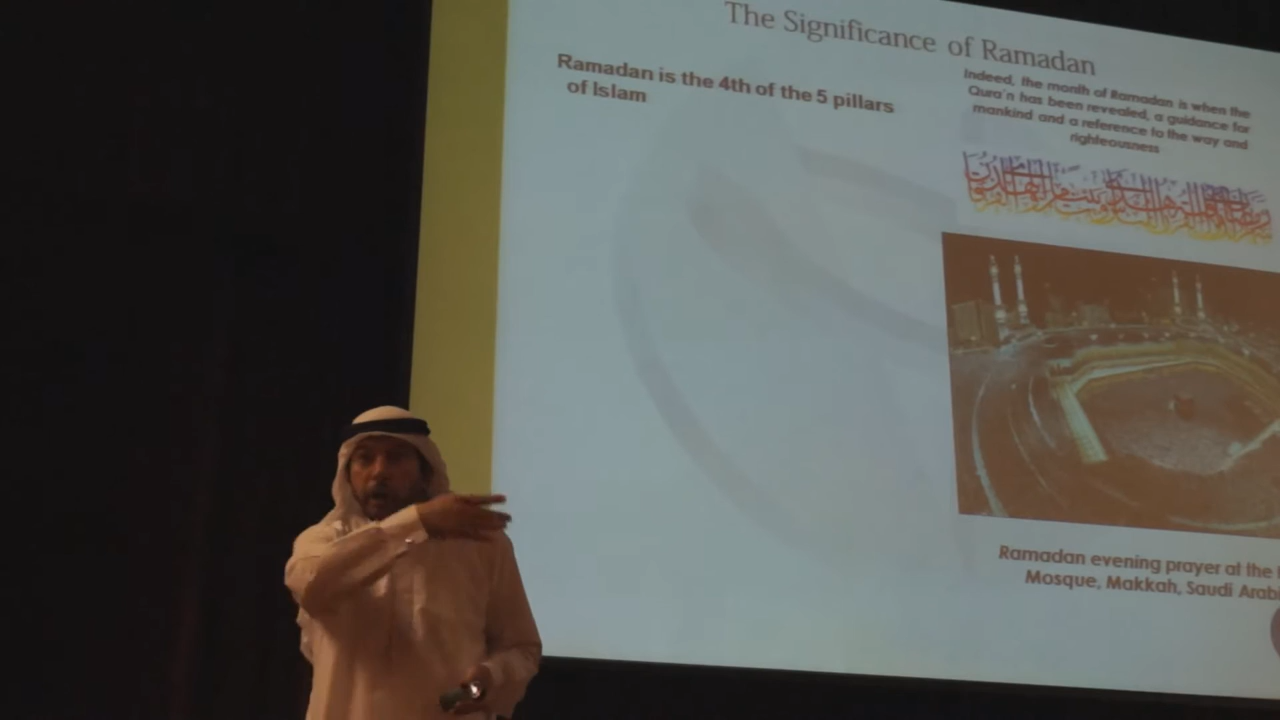 The Significance of Ramadan
Ramadan is the 4th of the 5 pillars
of Islam
Indeed, the month of Ramadan is when the
Qura'n has been revealed, a guidance for
mankind and a reference to the way and
righteousness
Ramadan evening prayer at the
Mosque, Makkah, Saudi Arabi